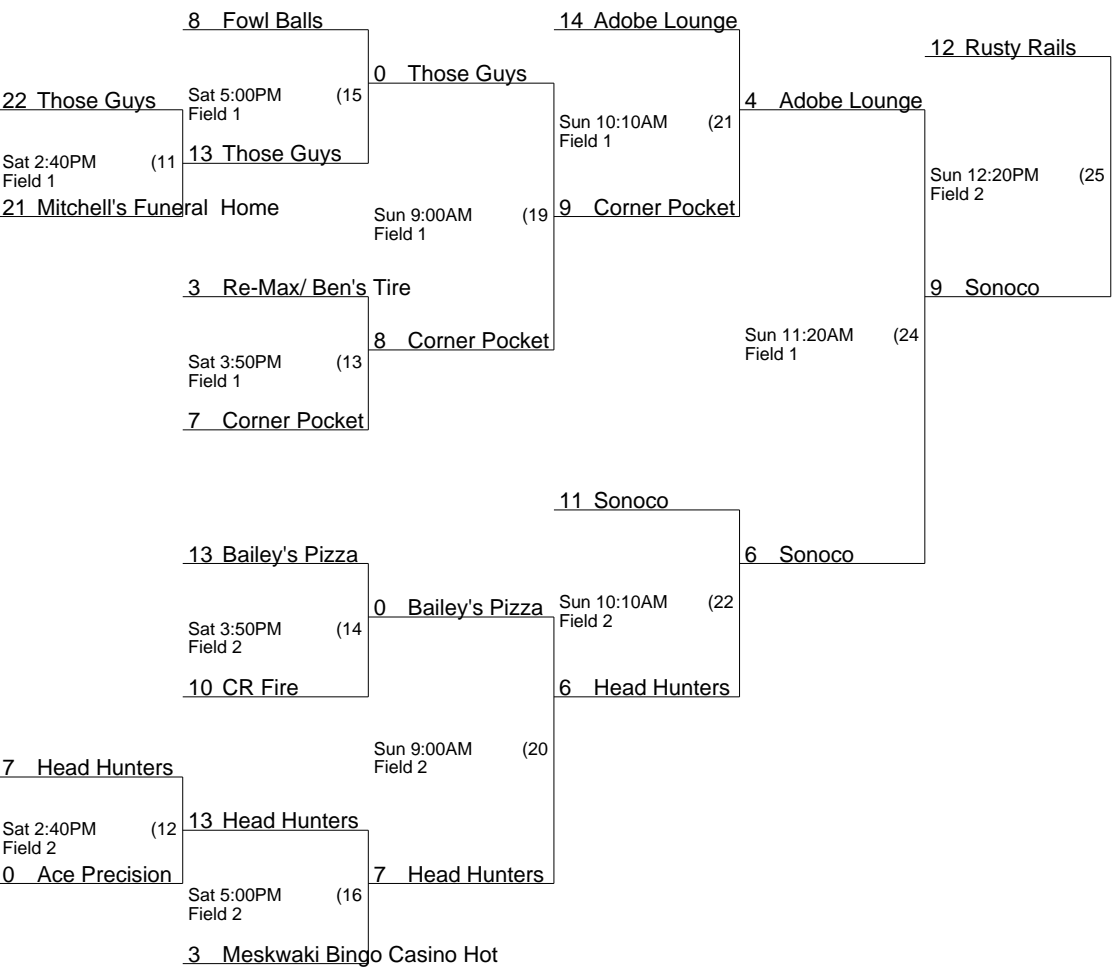 8 Fowl Balls
14 Adobe Lounge
12 Rusty Rails
0 Those Guys
22 Those Guys
Sat 5:00PM (15
Field 1
4 Adobe Lounge
Sun 10:10AM (21
Field 1
13 Those Guys
Sat 2:40PM (11
Field 1
Sun 12:20PM (25
Field 2
21 Mitchell's Funeral Home
Sun 9:00AM (19
Field 1
9 Corner Pocket
3 Re-Max/ Ben's Tire
9 Sonoco
8 Corner Pocket
Sun 11:20AM (24
Field 1
Sat 3:50PM (13
Field 1
7 Corner Pocket
11 Sonoco
13 Bailey's Pizza
6 Sonoco
0 Bailey's Pizza
Sun 10:10AM (22
Field 2
Sat 3:50PM (14
Field 2
10 CR Fire
6 Head Hunters
Sun 9:00AM (20
Field 2
7 Head Hunters
13 Head Hunters
Sat 2:40PM (12
Field 2
0 Ace Precision
7 Head Hunters
Sat 5:00PM (16
Field 2
3 Meskwaki Bingo Casino Hot